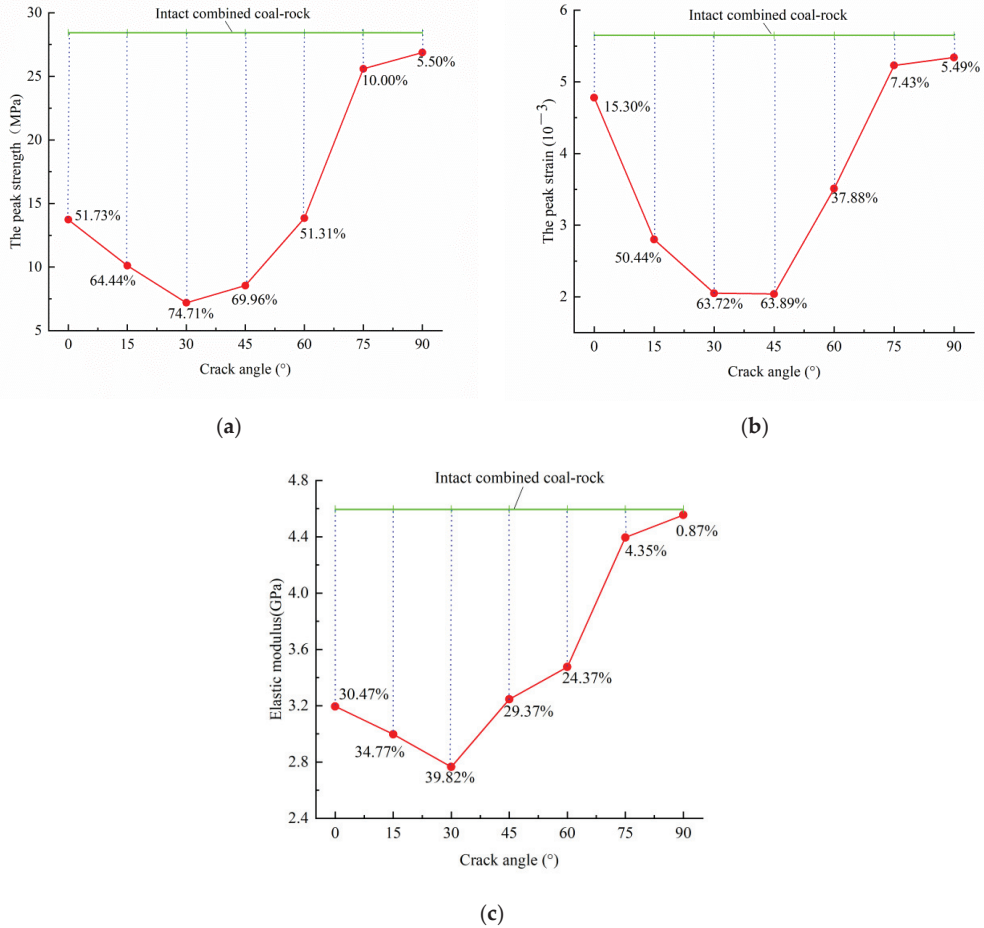 Intact combined coal-rock
The peak strength (MPa)
30
25
20
15
10
5
51.73%
64.44%
74.71%
69.96%
51.31%
10.00%
5.50%
0 15 30 45 60 75 90
Crack angle (°)
(a)
Intact combined coal-rock
The peak strain (10－3)
6
5
4
3
2
15.30%
50.44%
63.72%
63.89%
37.88%
7.43%
5.49%
0 15 30 45 60 75 90
Crack angle (°)
(b)
Intact combined coal-rock
Elastic modulus(GPa)
4.8
4.4
4.0
3.6
3.2
2.8
2.4
30.47%
34.77%
39.82%
29.37%
24.37%
4.35%
0.87%
0 15 30 45 60 75 90
Crack angle (°)
(c)